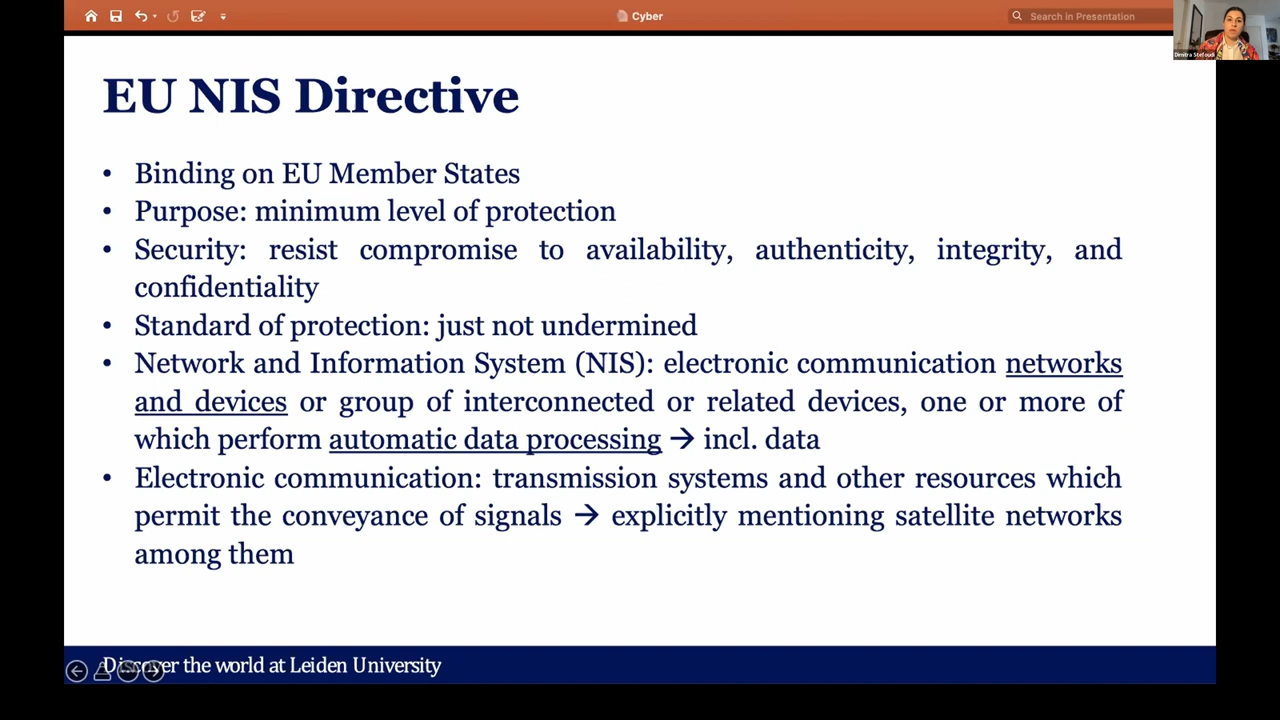 Cyber
Search in Presentation
Dimitra Stefoudi
EU NIS Directive
• Binding on EU Member States
• Purpose: minimum level of protection
• Security: resist compromise to availability, authenticity, integrity, and
confidentiality
• Standard of protection: just not undermined
• Network and Information System (NIS): electronic communication networks
and devices or group of interconnected or related devices, one or more of
which perform automatic data processing → incl. data
• Electronic communication: transmission systems and other resources which
permit the conveyance of signals → explicitly mentioning satellite networks
among them
Discover the world at Leiden University